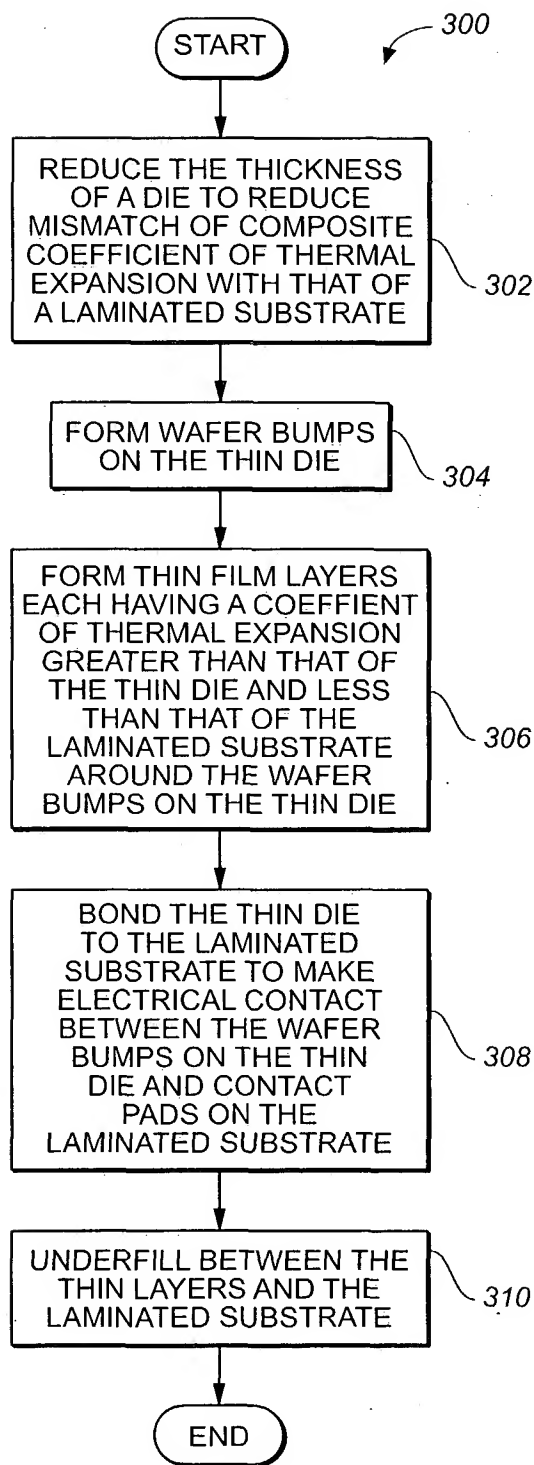 START
300
REDUCE THE THICKNESS
OF A DIE TO REDUCE
MISMATCH OF COMPOSITE
COEFFICIENT OF THERMAL
EXPANSION WITH THAT OF
A LAMINATED SUBSTRATE
302
FORM WAFER BUMPS
ON THE THIN DIE
304
FORM THIN FILM LAYERS
EACH HAVING A COEFFIENT
OF THERMAL EXPANSION
GREATER THAN THAT OF
THE THIN DIE AND LESS
THAN THAT OF THE
LAMINATED SUBSTRATE
AROUND THE WAFER
BUMPS ON THE THIN DIE
306
BOND THE THIN DIE
TO THE LAMINATED
SUBSTRATE TO MAKE
ELECTRICAL CONTACT
BETWEEN THE WAFER
BUMPS ON THE THIN
DIE AND CONTACT
PADS ON THE
LAMINATED SUBSTRATE
308
UNDERFILL BETWEEN THE
THIN LAYERS AND THE
LAMINATED SUBSTRATE
310
END